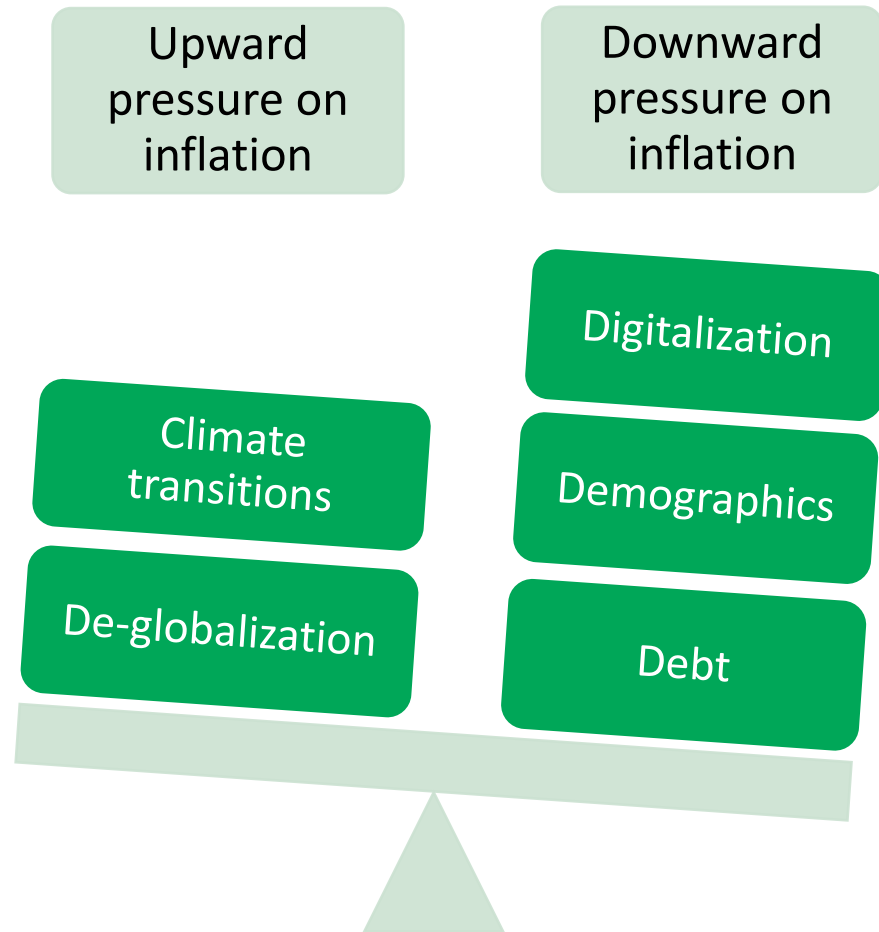 Upward
pressure on
inflation
Downward
pressure on
inflation
Climate
transitions
De-globalization
Digitalization
Demographics
Debt